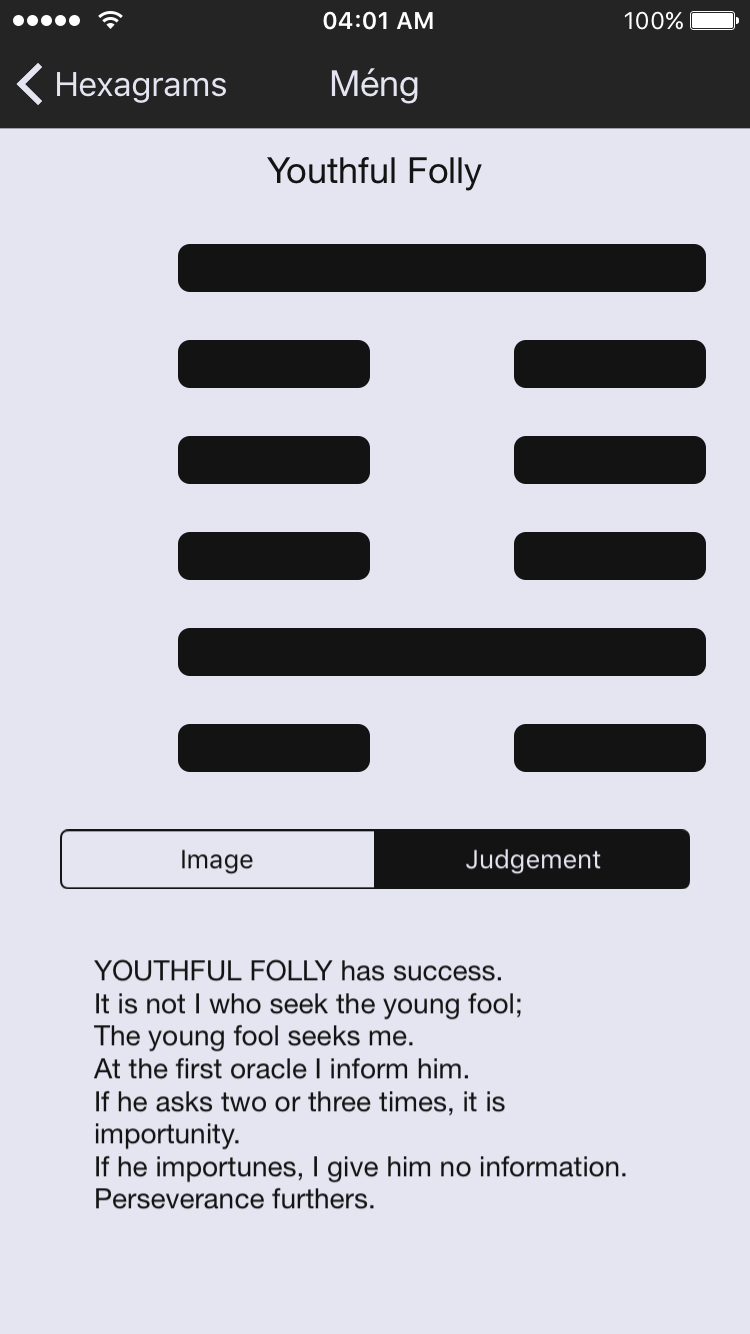 04:01 AM 100%
Hexagrams Méng
Youthful Folly
Image Judgement
YOUTHFUL FOLLY has success.
It is not I who seek the young fool;
The young fool seeks me.
At the first oracle I inform him.
If he asks two or three times, it is
importunity.
If he importunes, I give him no information.
Perseverance furthers.